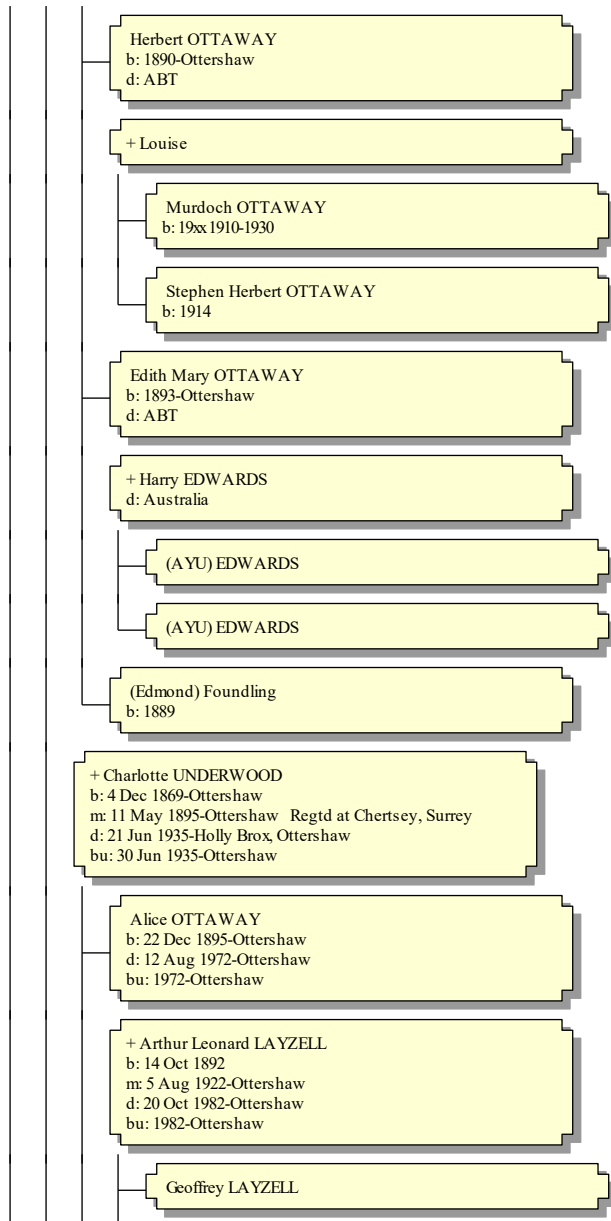 Herbert OTTAWAY
b: 1890-Ottershaw
d: ABT
+ Louise
Murdoch OTTAWAY
b: 19xx 1910-1930
Stephen Herbert OTTAWAY
b: 1914
Edith Mary OTTAWAY
b: 1893-Ottershaw
d: ABT
+ Harry EDWARDS
d: Australia
(AYU) EDWARDS
(AYU) EDWARDS
(Edmond) Foundling
b: 1889
+ Charlotte UNDERWOOD
b: 4 Dec 1869-Ottershaw
m: 11 May 1895-Ottershaw Regtd at Chertsey, Surrey
d: 21 Jun 1935-Holly Brox, Ottershaw
bu: 30 Jun 1935-Ottershaw
Alice OTTAWAY
b: 22 Dec 1895-Ottershaw
d: 12 Aug 1972-Ottershaw
bu: 1972-Ottershaw
+ Arthur Leonard LAYZELL
b: 14 Oct 1892
m: 5 Aug 1922-Ottershaw
d: 20 Oct 1982-Ottershaw
bu: 1982-Ottershaw
Geoffrey LAYZELL